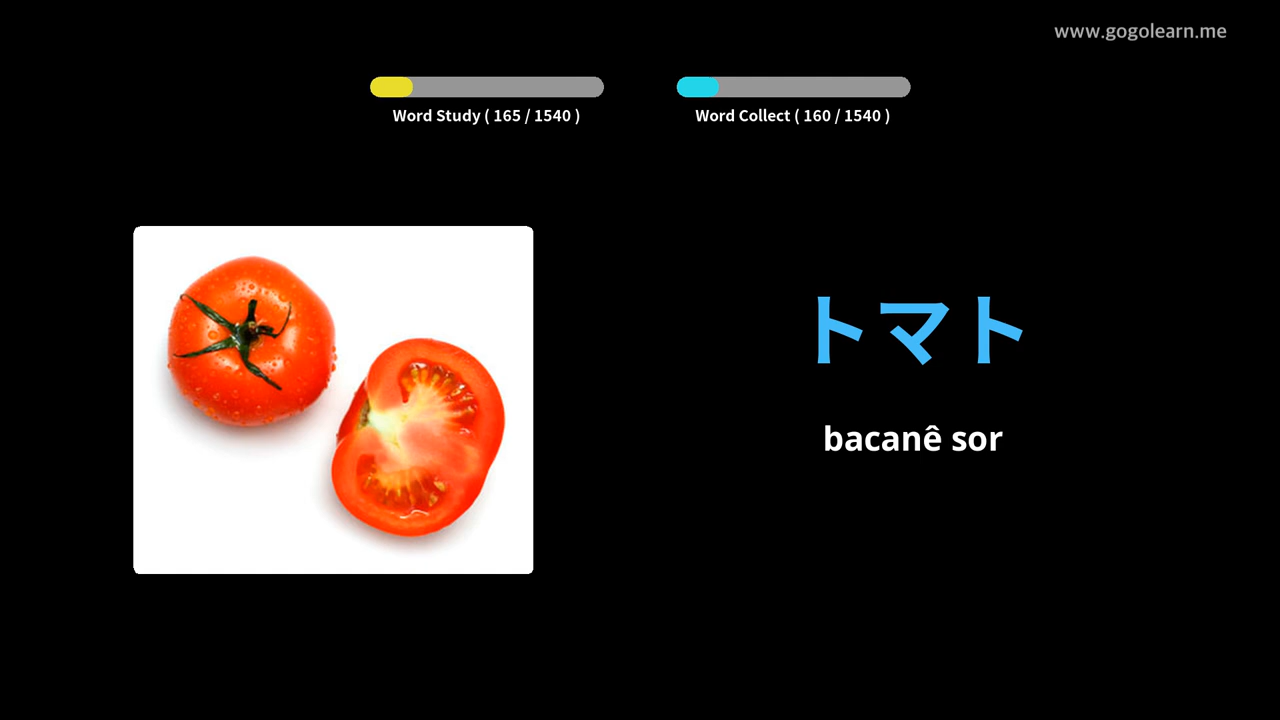 www.gogolearn.me
Word Study ( 165 / 1540 )
Word Collect ( 160 / 1540 )
トマト
bacanê sor